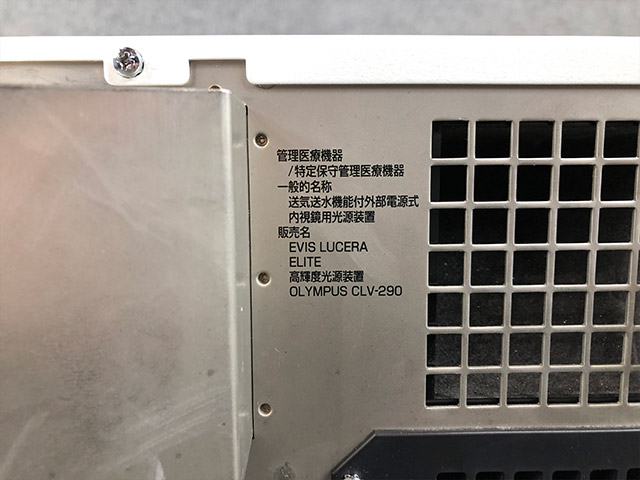 管理医療機器
/特定保守管理医療機器
一般的名称
送気送水機能付外部電源式
内視鏡用光源装置
販売名
EVIS LUCERA
ELITE
高輝度光源装置
OLYMPUS CLV-290